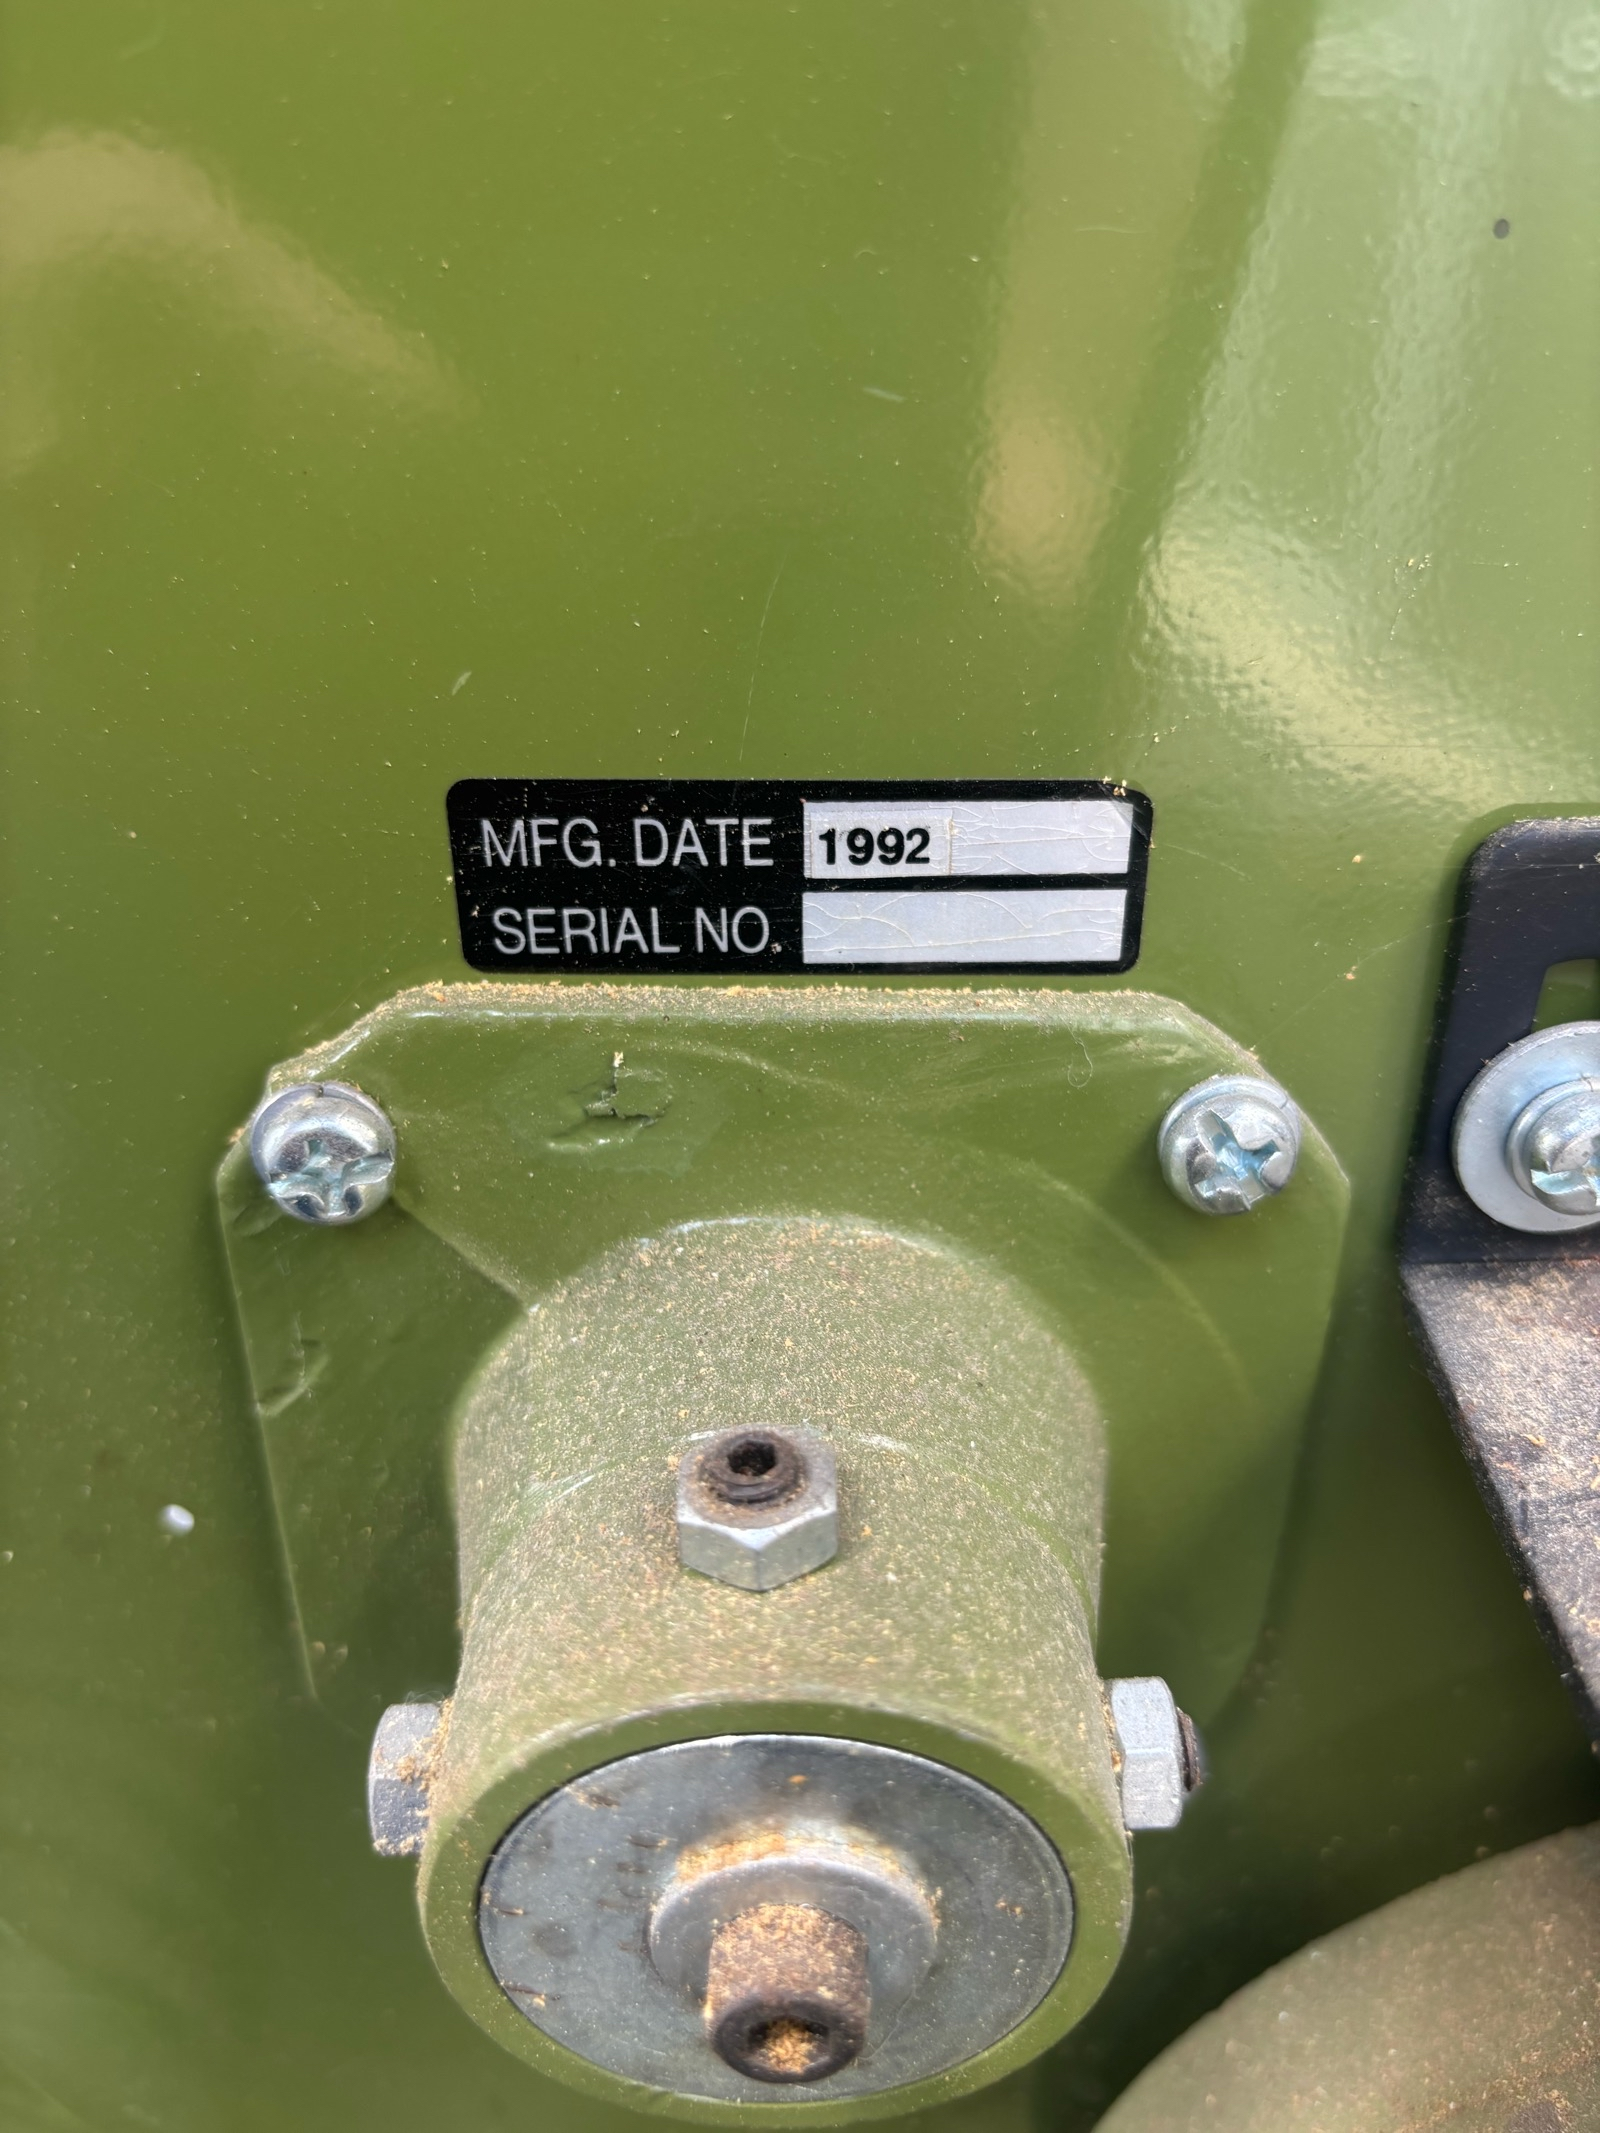 MFG. DATE 1992
SERIAL NO.